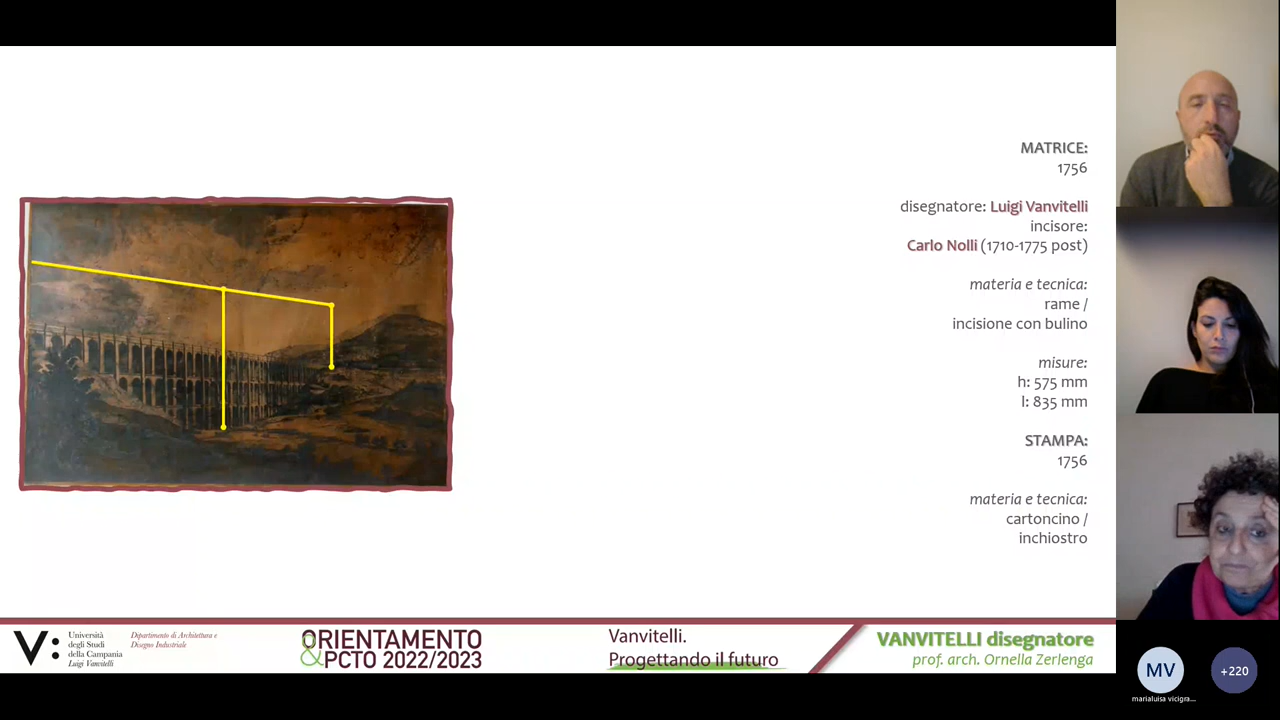 MATRICE:
1756
disegnatore: Luigi Vanvitelli
incisore:
Carlo Nolli (1710-1775 post)
materia e tecnica:
rame /
incisione con bulino
misure:
h: 575 mm
l: 835 mm
STAMPA:
1756
materia e tecnica:
cartoncino /
inchiostro
V:
Università
degli Studi
della Campania
Luigi Vanvitelli
Dipartimento di Architettura e
Disegno Industriale
ORIENTAMENTO
&PCTO 2022/2023
Vanvitelli.
Progettando il futuro
VANVITELLI disegnatore
prof. arch. Ornella Zerlenga
MV
+220
marialuisa vicigra...